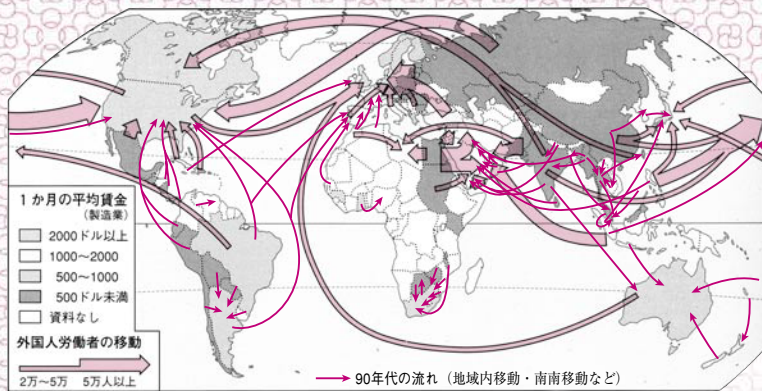 1か月の平均賃金
(製造業)
2000ドル以上
1000〜2000
500〜1000
500ドル未満
資料なし
外国人労働者の移動
2万〜5万 5万人以上
90年代の流れ(地域内移動・南南移動など)